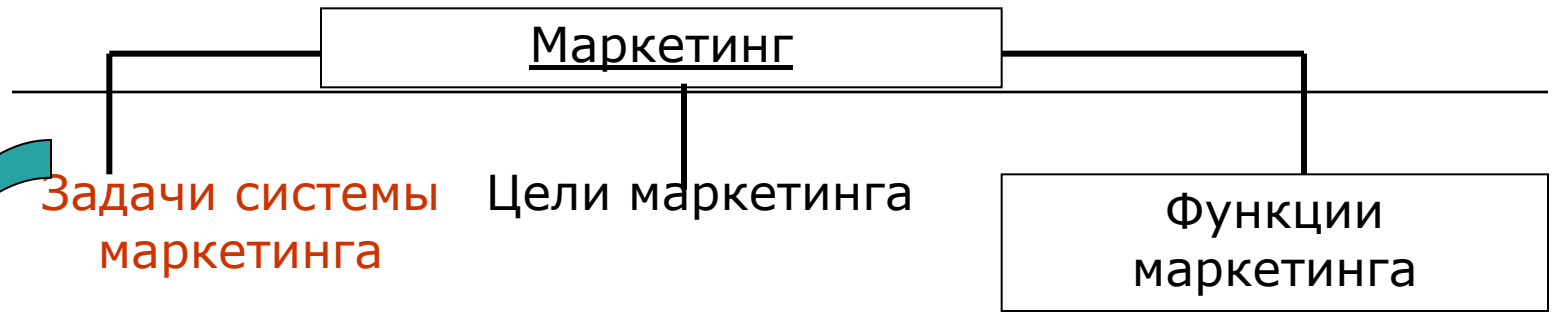 Маркетинг
Задачи системы
маркетинга
Цели маркетинга
Функции
маркетинга